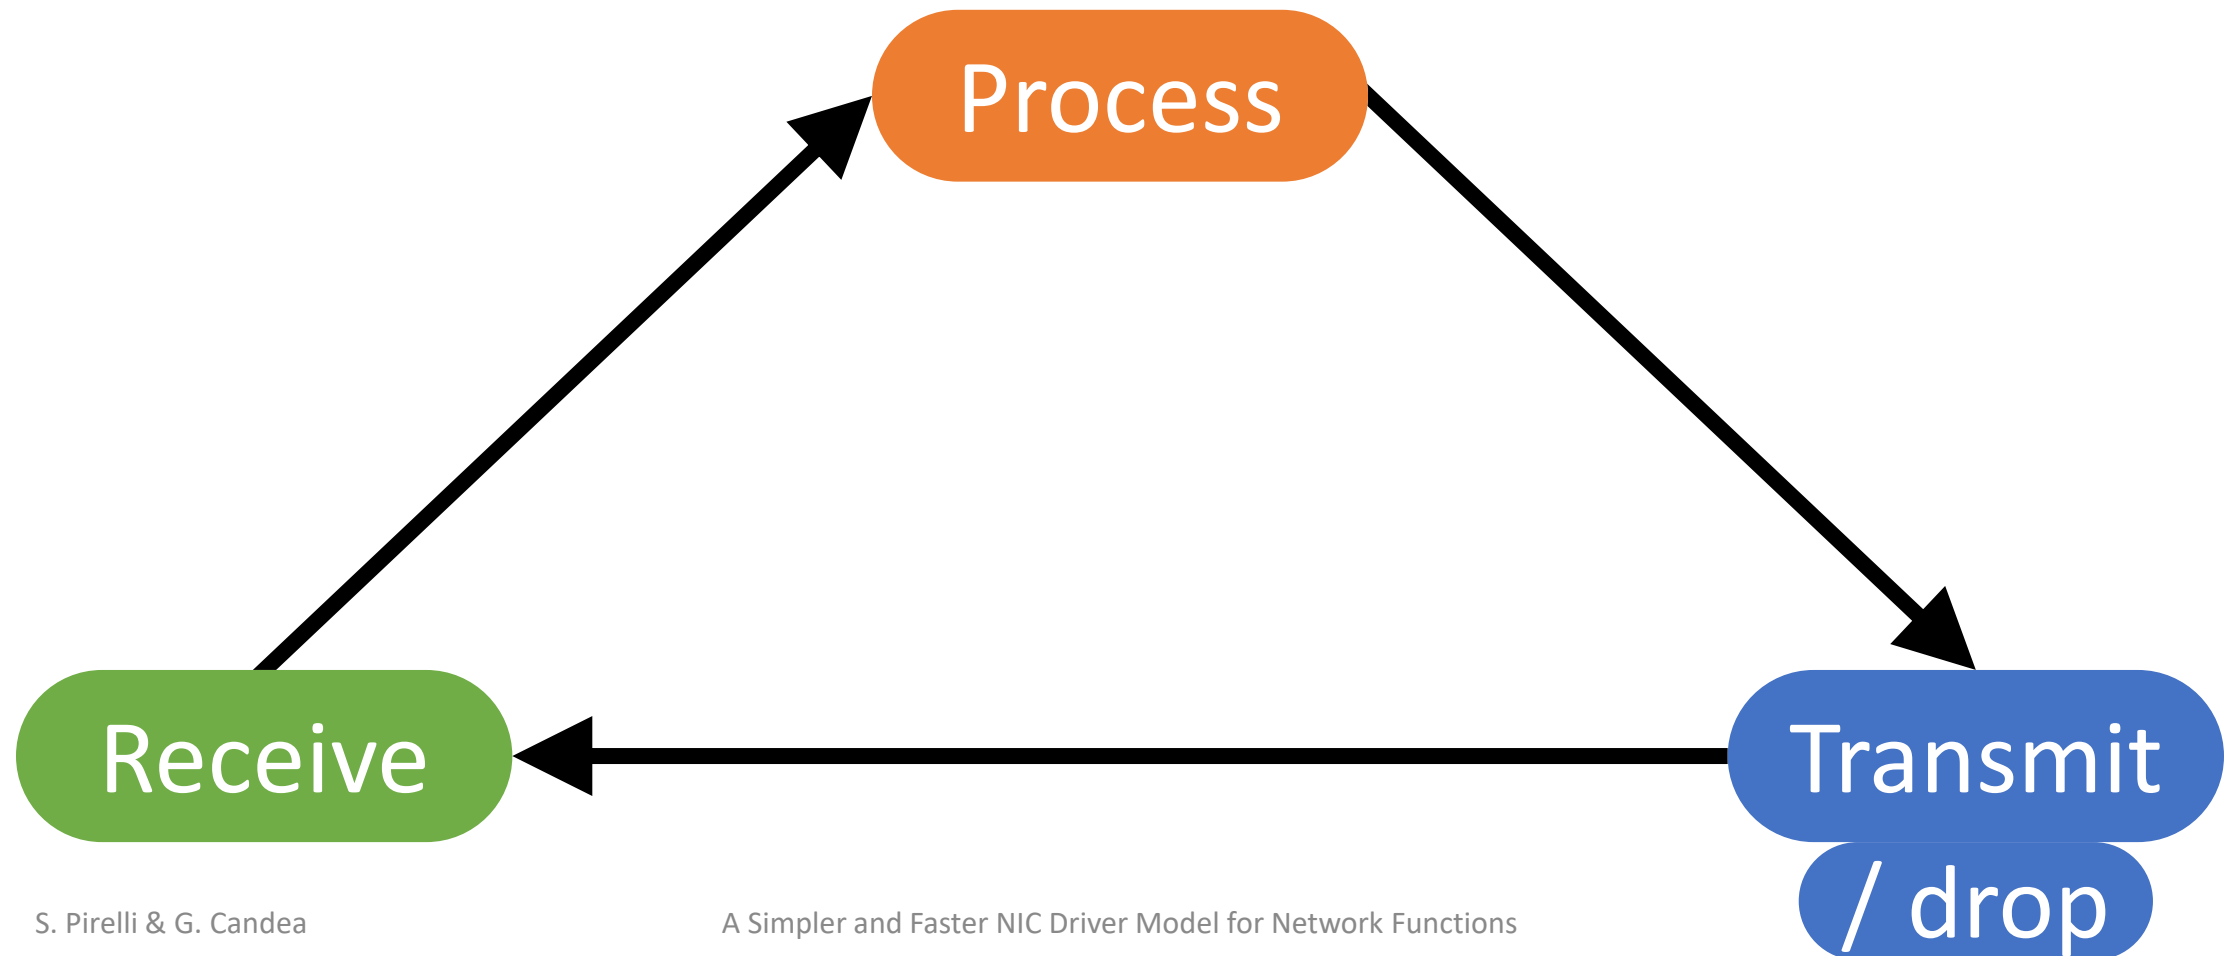 Process
Receive
Transmit
/ drop
S. Pirelli & G. Candea
A Simpler and Faster NIC Driver Model for Network Functions